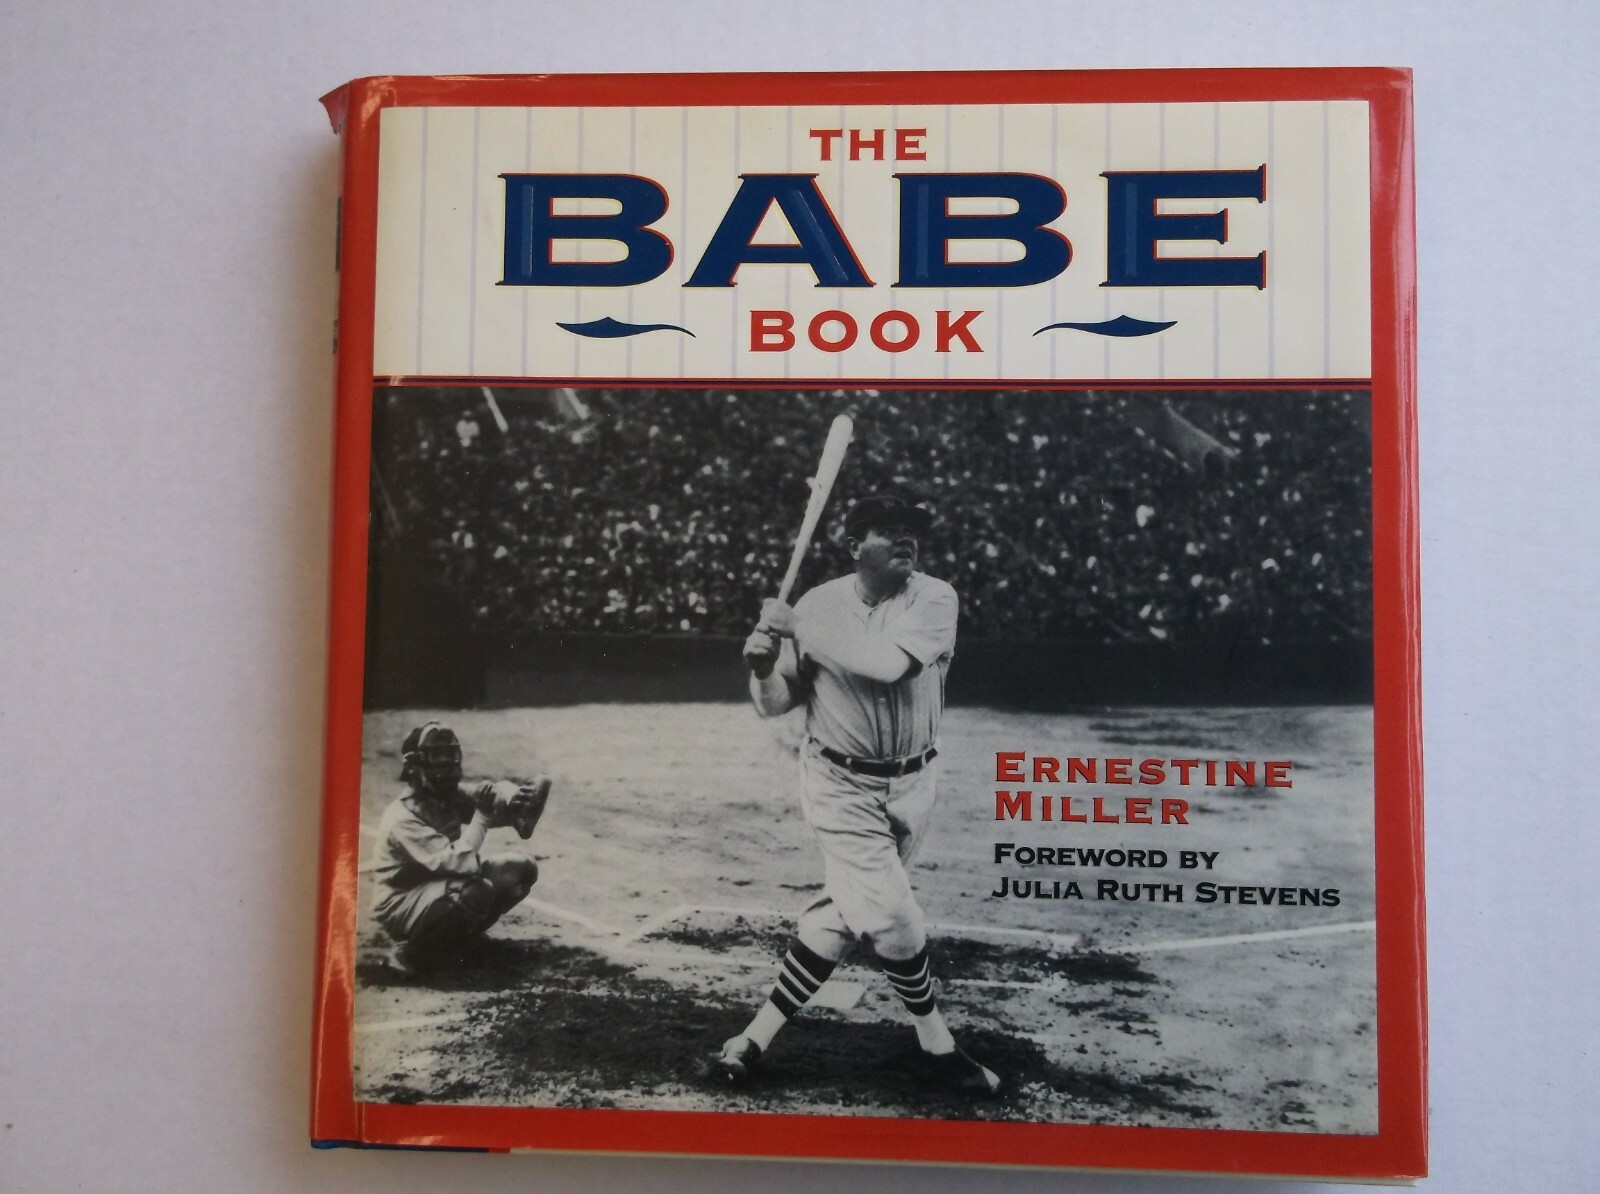 THE
BABE
BOOK
ERNESTINE
MILLER
FOREWORD BY
JULIA RUTH STEVENS